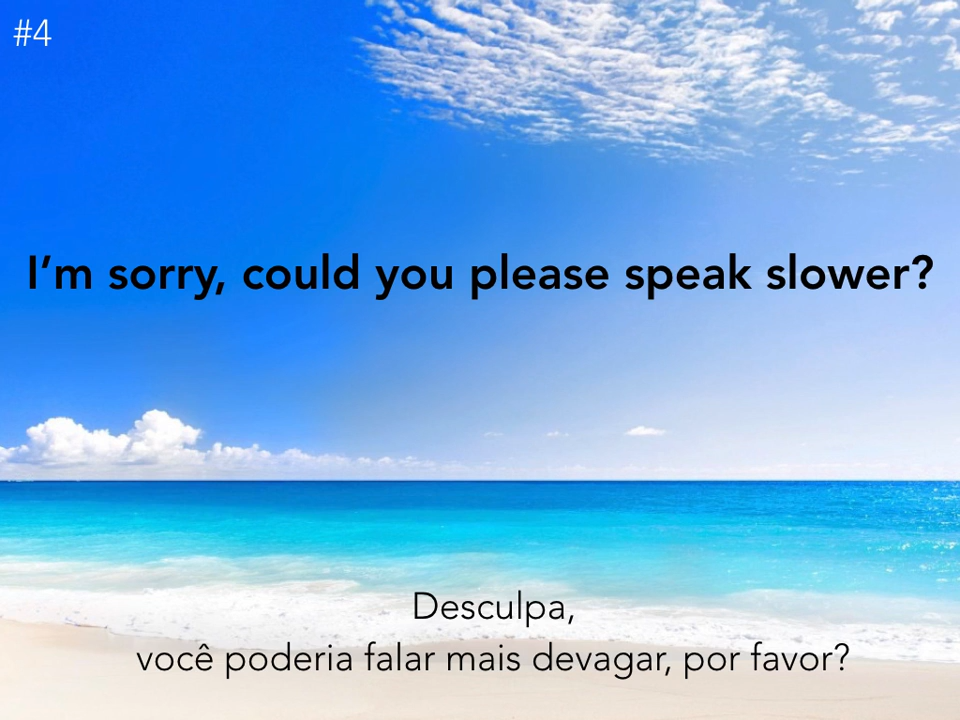 #4
I’m sorry, could you please speak slower?
Desculpa,
você poderia falar mais devagar, por favor?